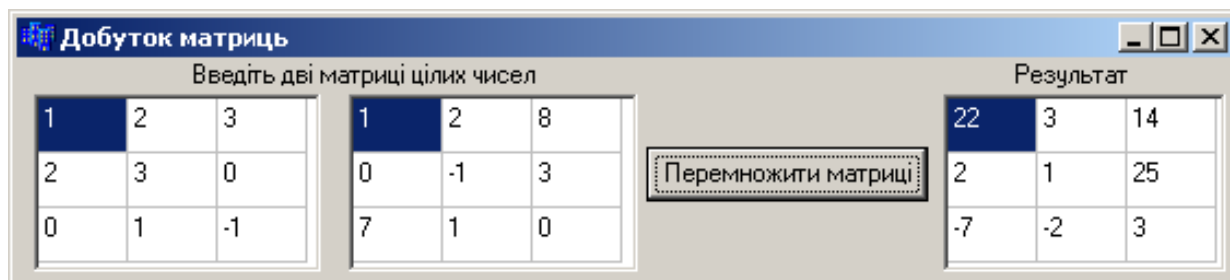 Добуток матриць
Введіть дві матриці цілих чисел
Результат
1 2 3 1 2 8 22 3 14
2 3 0 0 -1 3 Перемножити матриці 2 1 25
0 1 -1 7 1 0 -7 -2 3